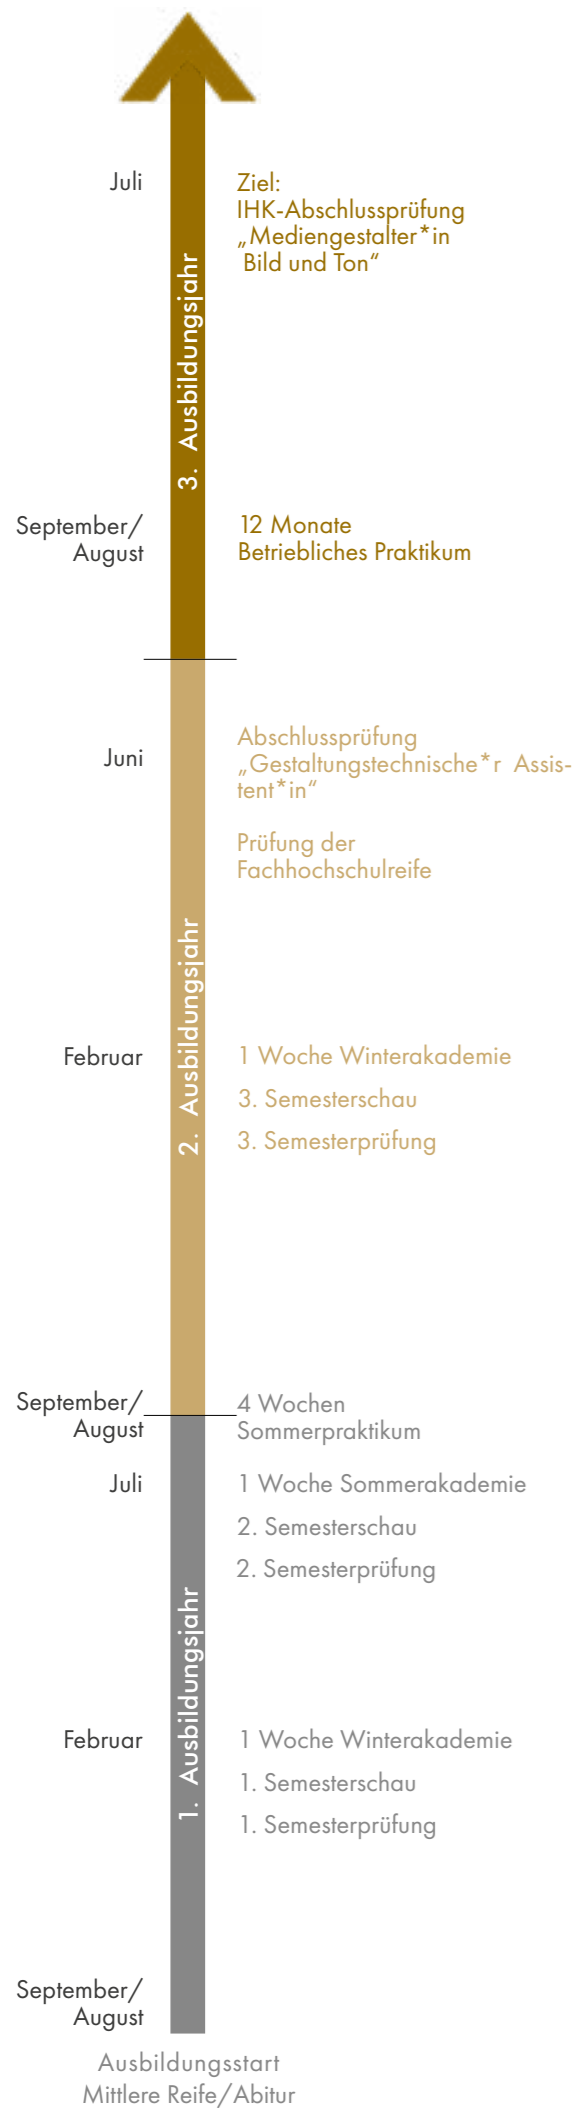 Juli
Ziel:
IHK-Abschlussprüfung
„Mediengestalter*in
Bild und Ton“
3. Ausbildungsjahr
September/
August
12 Monate
Betriebliches Praktikum
Juni
Abschlussprüfung
„Gestaltungstechnische*r Assis-
tent*in“
Prüfung der
Fachhochschulreife
2. Ausbildungsjahr
Februar
1 Woche Winterakademie
3. Semesterschau
3. Semesterprüfung
September/
August
4 Wochen
Sommerpraktikum
Juli
1 Woche Sommerakademie
2. Semesterschau
2. Semesterprüfung
1. Ausbildungsjahr
Februar
1 Woche Winterakademie
1. Semesterschau
1. Semesterprüfung
September/
August
Ausbildungsstart
Mittlere Reife/Abitur